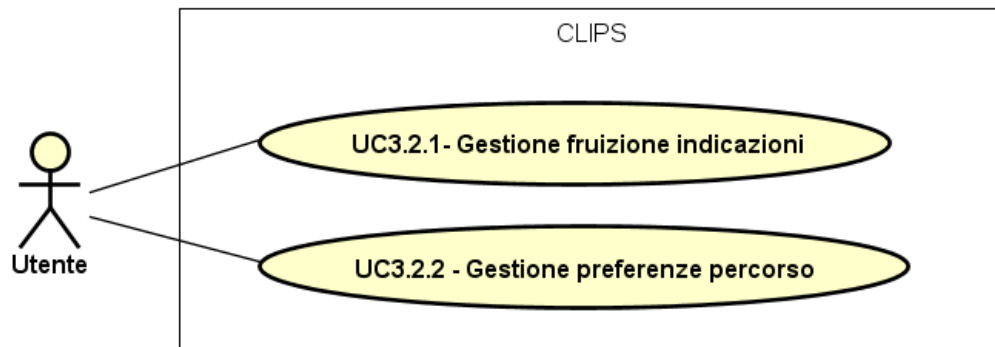 CLIPS
UC3.2.1- Gestione fruizione indicazioni
Utente
UC3.2.2 - Gestione preferenze percorso